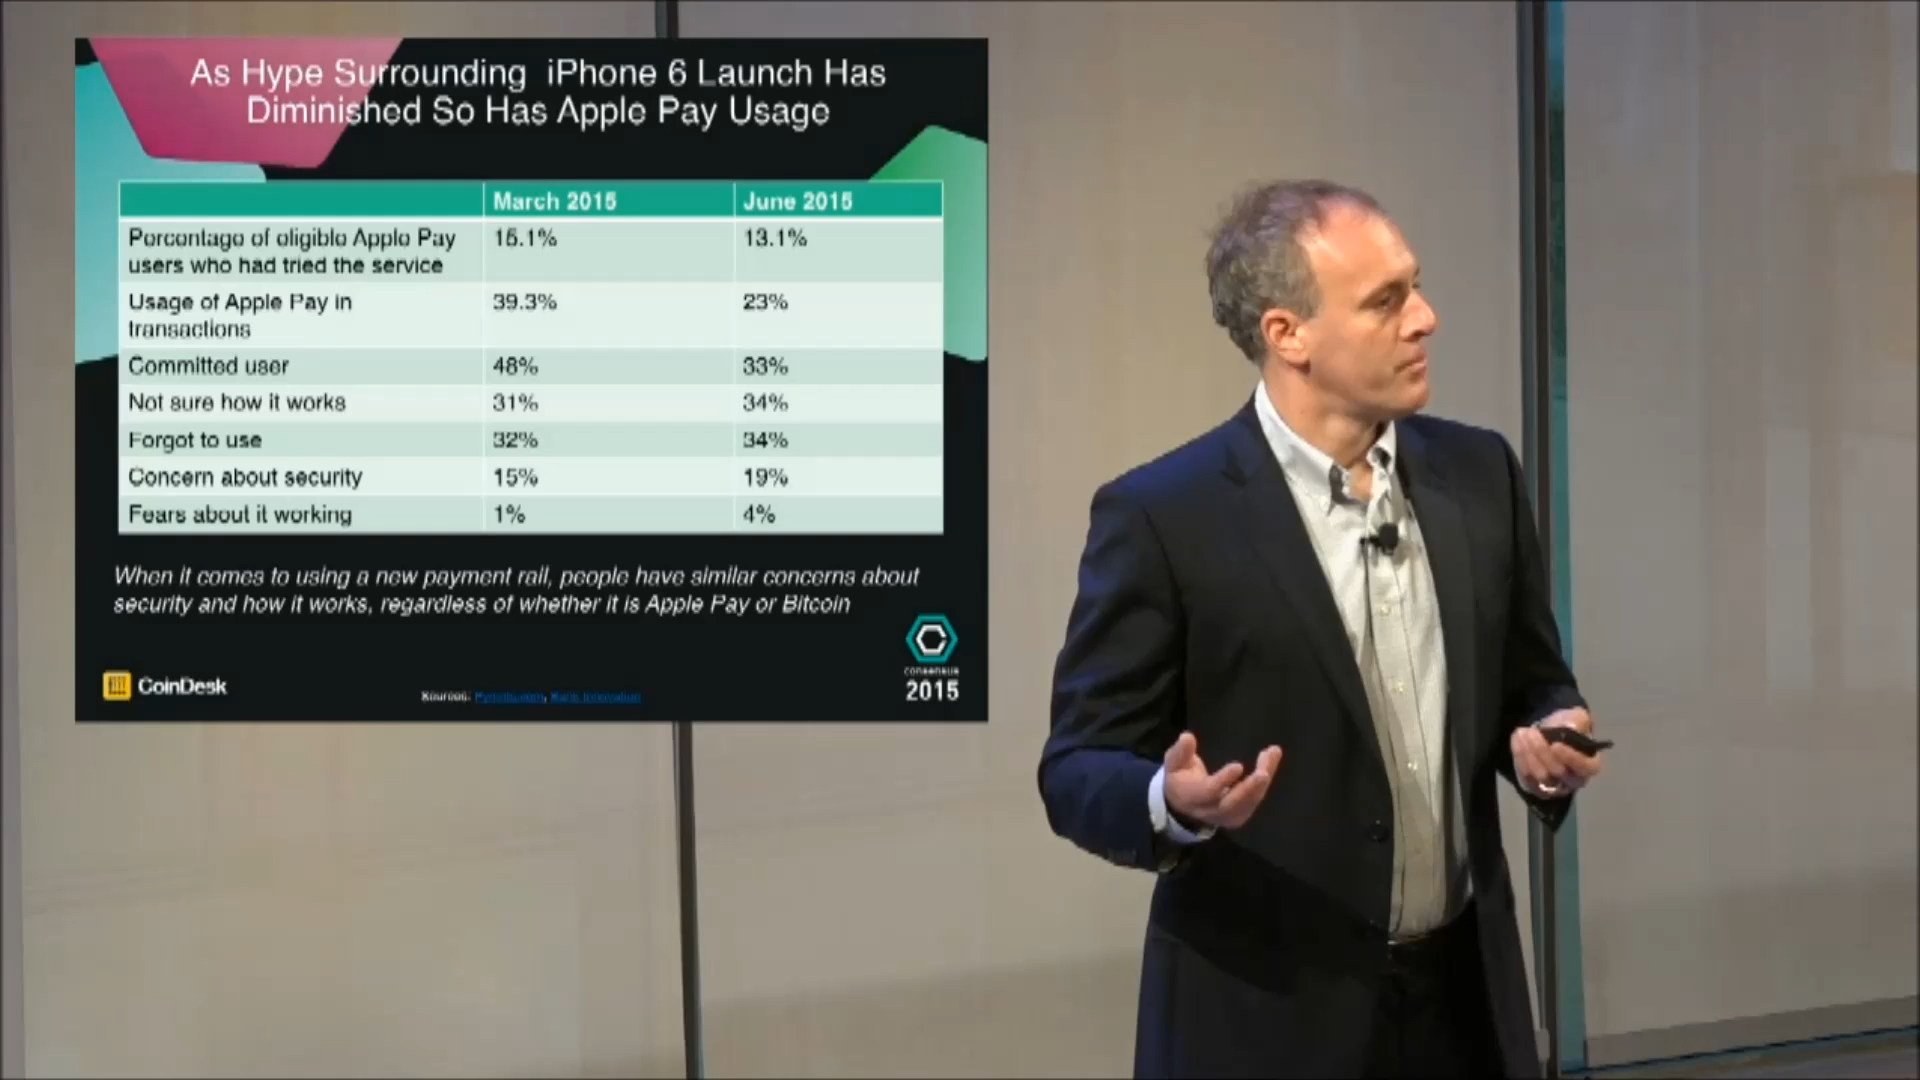 As Hype Surrounding iPhone 6 Launch Has
Diminished So Has Apple Pay Usage
March 2015 June 2015
Percentage of eligible Apple Pay
users who had tried the service
15.1% 13.1%
Usage of Apple Pay in
transactions
39.3% 23%
Committed user 48% 33%
Not sure how it works 31% 34%
Forgot to use 32% 34%
Concern about security 15% 19%
Fears about it working 1% 4%
When it comes to using a new payment rail, people have similar concerns about
security and how it works, regardless of whether it is Apple Pay or Bitcoin
CoinDesk
Sources:
consensus
2015